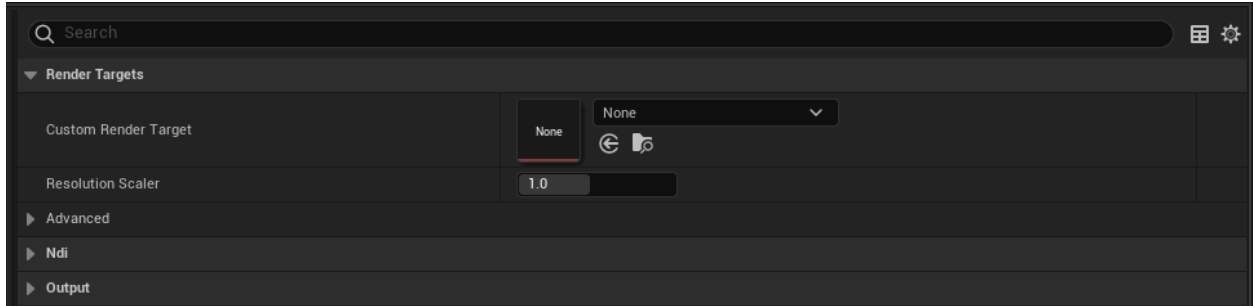 Search
Render Targets
Custom Render Target
None
None
Resolution Scaler
1.0
Advanced
Ndi
Output